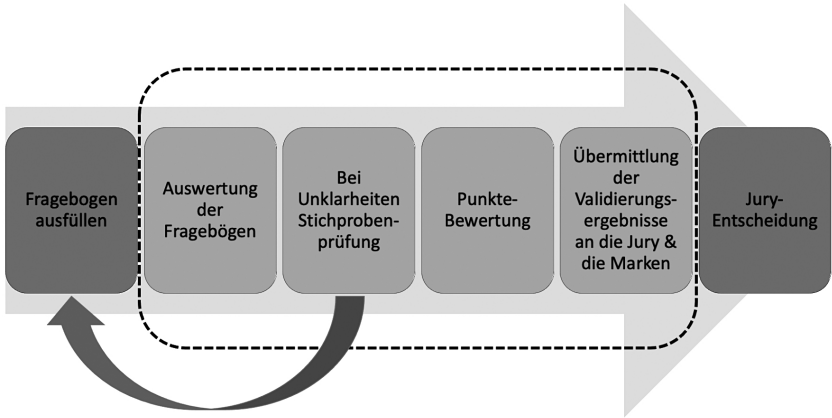 Fragebogen
ausfüllen
Auswertung
der
Fragebögen
Bei
Unklarheiten
Stichproben-
prüfung
Punkte-
Bewertung
Übermittlung
der
Validierungs-
ergebnisse
an die Jury &
die Marken
Jury-
Entscheidung